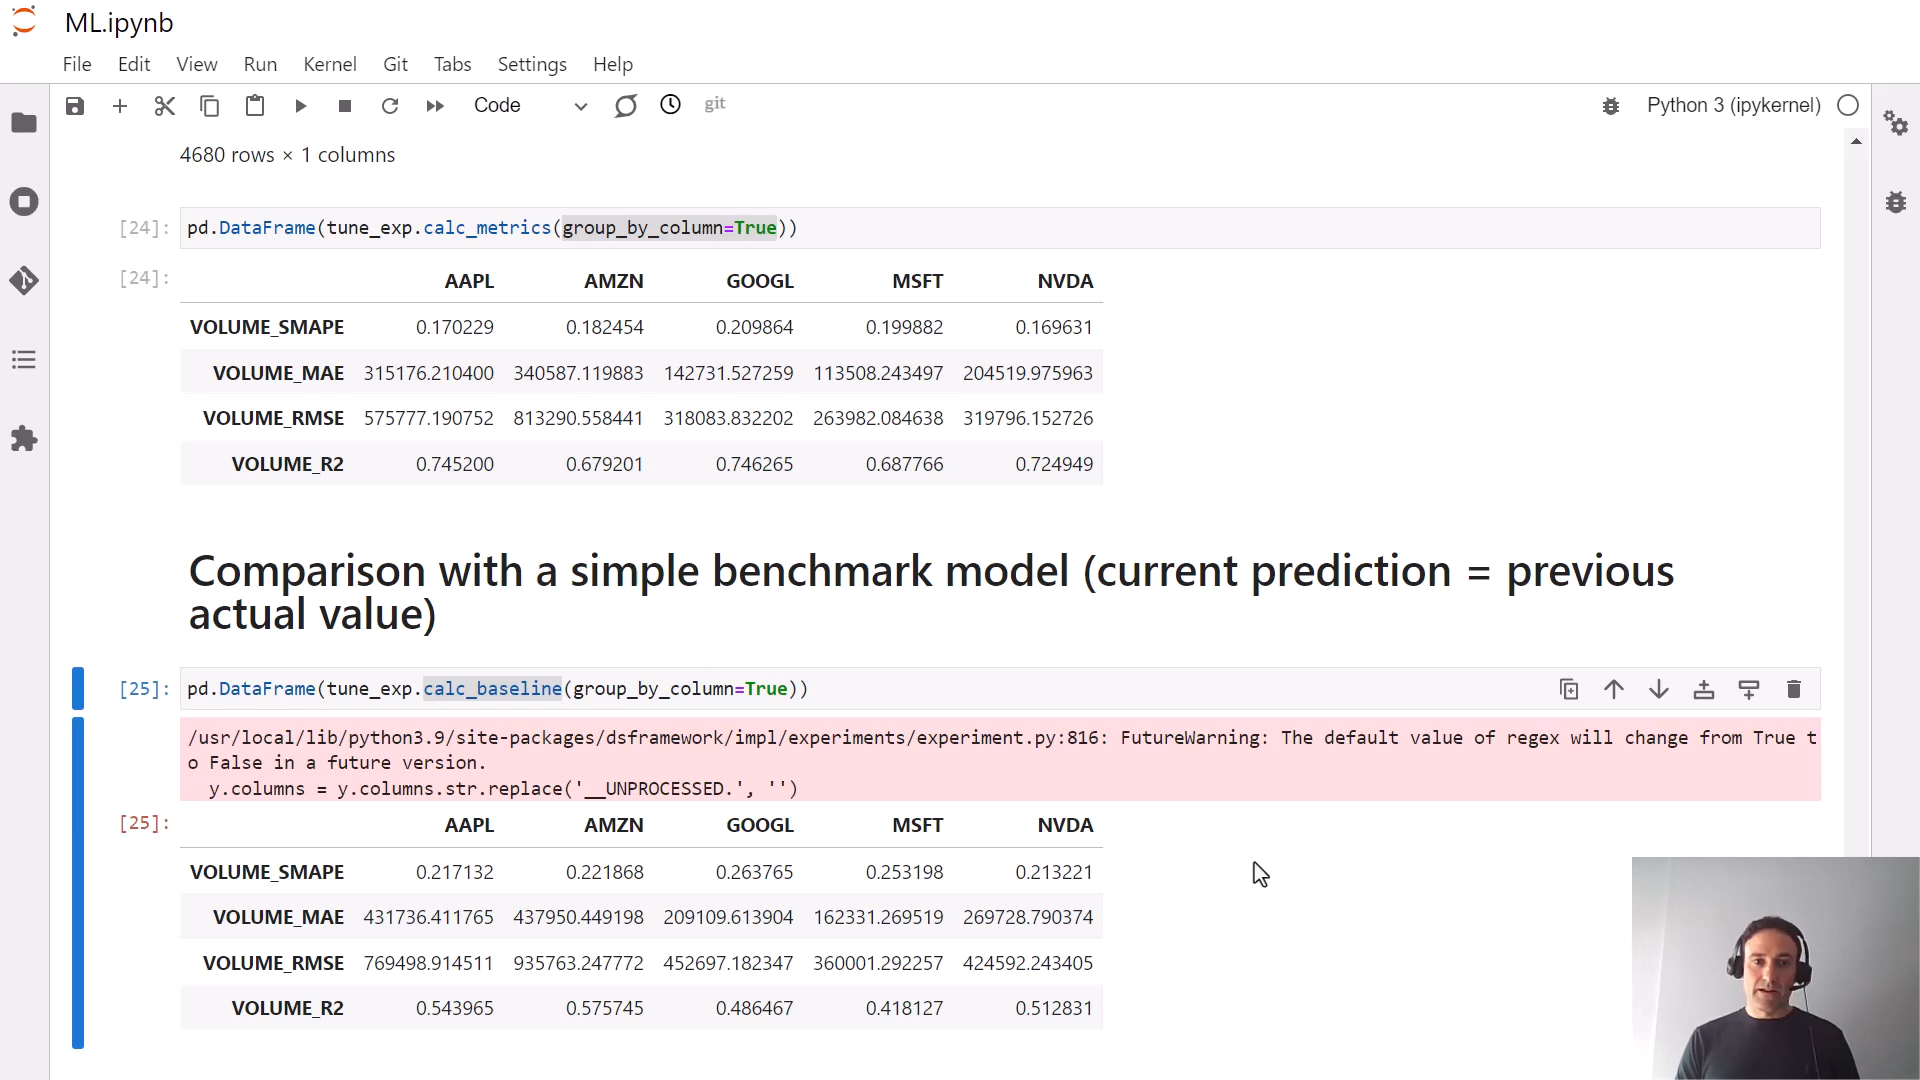 ML.ipynb
File Edit View Run Kernel Git Tabs Settings Help
Code git Python 3 (ipykernel)
4680 rows × 1 columns
[24]: pd.DataFrame(tune_exp.calc_metrics(group_by_column=True))
[24]: AAPL AMZN GOOGL MSFT NVDA
VOLUME_SMAPE 0.170229 0.182454 0.209864 0.199882 0.169631
VOLUME_MAE 315176.210400 340587.119883 142731.527259 113508.243497 204519.975963
VOLUME_RMSE 575777.190752 813290.558441 318083.832202 263982.084638 319796.152726
VOLUME_R2 0.745200 0.679201 0.746265 0.687766 0.724949
Comparison with a simple benchmark model (current prediction = previous
actual value)
[25]: pd.DataFrame(tune_exp.calc_baseline(group_by_column=True))
/usr/local/lib/python3.9/site-packages/dsframework/impl/experiments/experiment.py:816: FutureWarning: The default value of regex will change from True t
o False in a future version.
  y.columns = y.columns.str.replace('__UNPROCESSED.', '')
[25]: AAPL AMZN GOOGL MSFT NVDA
VOLUME_SMAPE 0.217132 0.221868 0.263765 0.253198 0.213221
VOLUME_MAE 431736.411765 437950.449198 209109.613904 162331.269519 269728.790374
VOLUME_RMSE 769498.914511 935763.247772 452697.182347 360001.292257 424592.243405
VOLUME_R2 0.543965 0.575745 0.486467 0.418127 0.512831